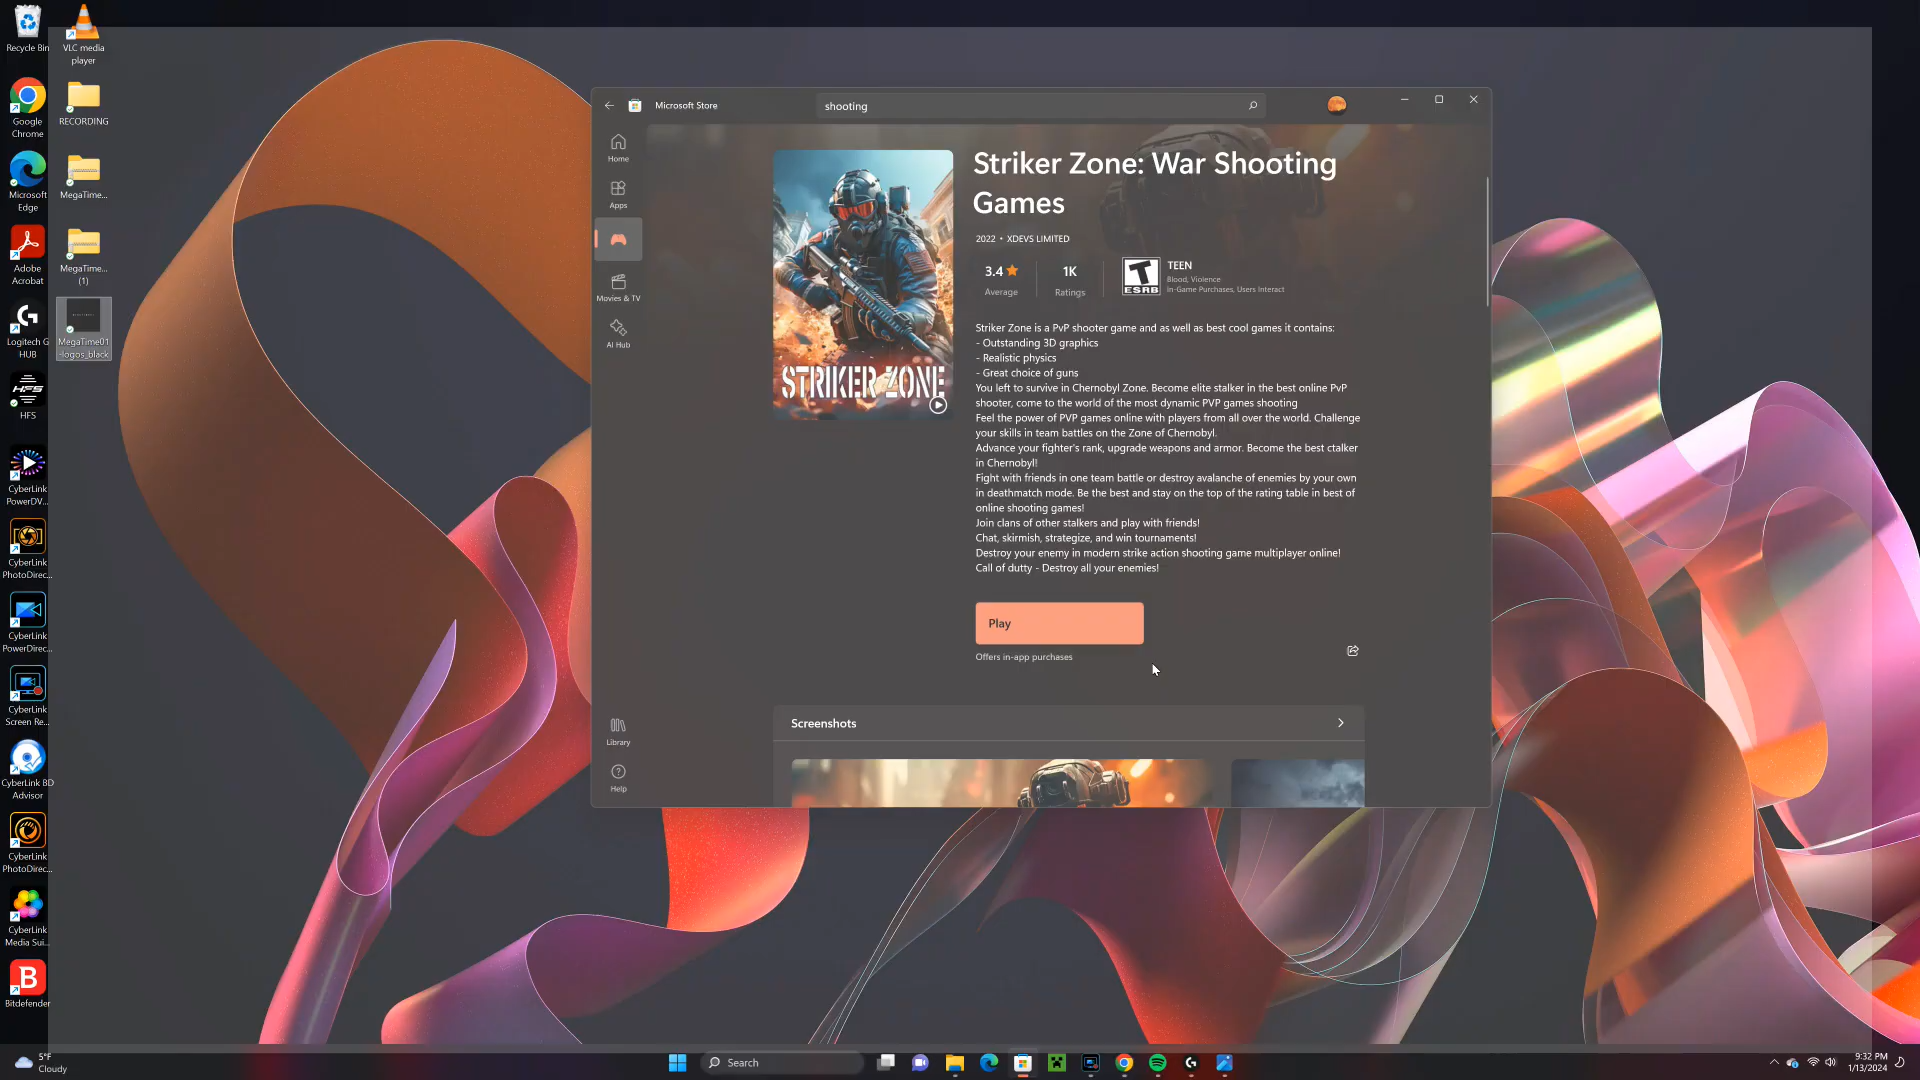 Recycle Bin
VLC media
player
Google
Chrome
RECORDING
Microsoft
Edge
MegaTime...
Adobe
Acrobat
MegaTime...
(1)
Logitech G
HUB
MegaTime01
-logos_black
HFS
HFS
CyberLink
PowerDV...
CyberLink
PhotoDirec...
CyberLink
PowerDirec...
CyberLink
Screen Re...
CyberLink BD
Advisor
CyberLink
PhotoDirec...
CyberLink
Media Sui...
B
Bitdefender
Microsoft Store
shooting
Home
Apps
Movies & TV
AI Hub
Library
Help
STRIKER ZONE
Striker Zone: War Shooting
Games
2022 • XDEVS LIMITED
3.4
Average
1K
Ratings
T
ESRB
TEEN
Blood, Violence
In-Game Purchases, Users Interact
Striker Zone is a PvP shooter game and as well as best cool games it contains:
- Outstanding 3D graphics
- Realistic physics
- Great choice of guns
You left to survive in Chernobyl Zone. Become elite stalker in the best online PvP
shooter, come to the world of the most dynamic PVP games shooting
Feel the power of PVP games online with players from all over the world. Challenge
your skills in team battles on the Zone of Chernobyl.
Advance your fighter's rank, upgrade weapons and armor. Become the best ctalker
in Chernobyl!
Fight with friends in one team battle or destroy avalanche of enemies by your own
in deathmatch mode. Be the best and stay on the top of the rating table in best of
online shooting games!
Join clans of other stalkers and play with friends!
Chat, skirmish, strategize, and win tournaments!
Destroy your enemy in modern strike action shooting game multiplayer online!
Call of dutty - Destroy all your enemies!
Play
Offers in-app purchases
Screenshots
5°F
Cloudy
Search
9:32 PM
1/13/2024